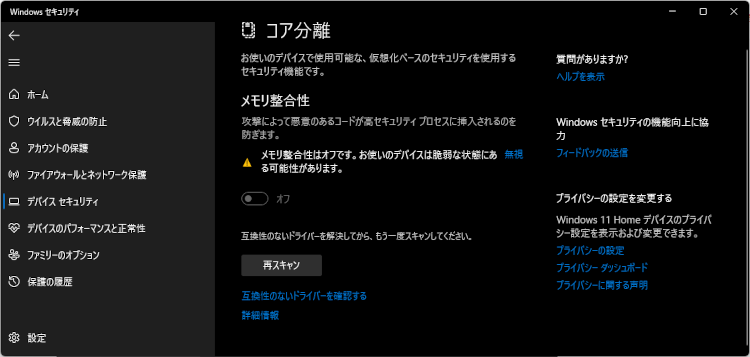 Windows セキュリティ
ホーム
ウイルスと脅威の防止
アカウントの保護
ファイアウォールとネットワーク保護
デバイス セキュリティ
デバイスのパフォーマンスと正常性
ファミリーのオプション
保護の履歴
設定
コア分離
お使いのデバイスで使用可能な、仮想化ベースのセキュリティを使用する
セキュリティ機能です。
メモリ整合性
攻撃によって悪意のあるコードが高セキュリティ プロセスに挿入されるのを
防ぎます。
メモリ整合性はオフです。お使いのデバイスは脆弱な状態にあ 無視
る可能性があります。
オフ
互換性のないドライバーを解決してから、もう一度スキャンしてください。
再スキャン
互換性のないドライバーを確認する
詳細情報
質問がありますか?
ヘルプを表示
Windows セキュリティの機能向上に協
力
フィードバックの送信
プライバシーの設定を変更する
Windows 11 Home デバイスのプライバ
シー設定を表示および変更できます。
プライバシーの設定
プライバシー ダッシュボード
プライバシーに関する声明